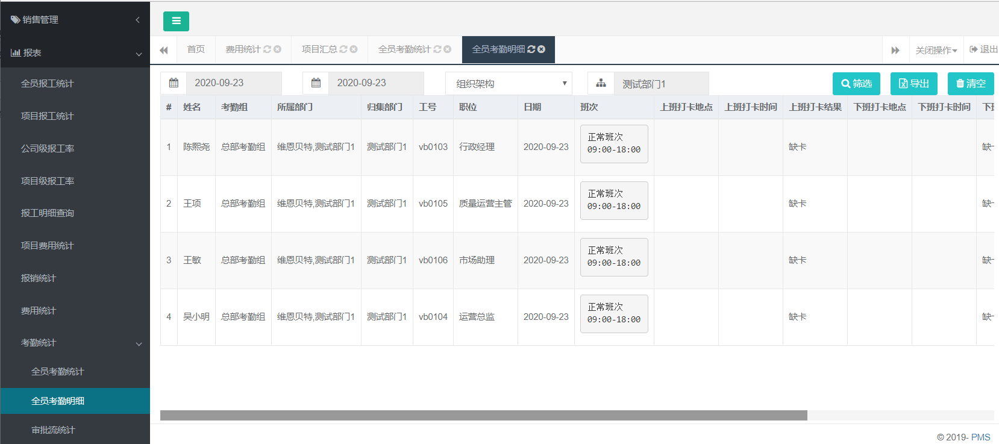 销售管理
报表
全员报工统计
项目报工统计
公司级报工率
项目级报工率
报工明细查询
项目费用统计
报销统计
费用统计
考勤统计
全员考勤统计
全员考勤明细
审批流统计
首页 费用统计 项目汇总 全员考勤统计 全员考勤明细 关闭操作 退出
2020-09-23 2020-09-23 组织架构 测试部门1 筛选 导出 清空
# 姓名 考勤组 所属部门 归集部门 工号 职位 日期 班次 上班打卡地点 上班打卡时间 上班打卡结果 下班打卡地点 下班打卡时间
1 陈熙尧 总部考勤组 维恩贝特,测试部门1 测试部门1 vb0103 行政经理 2020-09-23 正常班次 缺卡
09:00-18:00
2 王项 总部考勤组 维恩贝特,测试部门1 测试部门1 vb0105 质量运营主管 2020-09-23 正常班次 缺卡
09:00-18:00
3 王敏 总部考勤组 维恩贝特,测试部门1 测试部门1 vb0106 市场助理 2020-09-23 正常班次 缺卡
09:00-18:00
4 吴小明 总部考勤组 维恩贝特,测试部门1 测试部门1 vb0104 运营总监 2020-09-23 正常班次 缺卡
09:00-18:00
© 2019- PMS